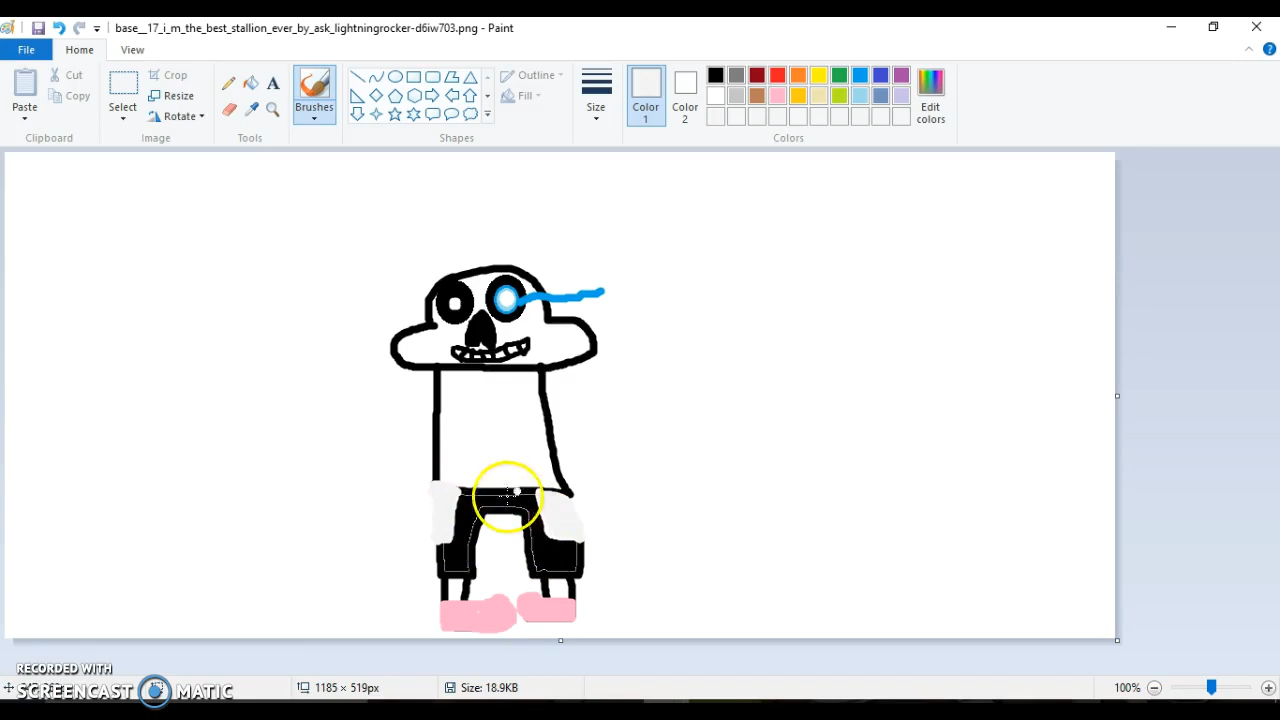 base__17_i_m_the_best_stallion_ever_by_ask_lightningrocker-d6iw703.png - Paint
File Home View
Paste
Cut
Copy
Clipboard
Select
Crop
Resize
Rotate
Image
A
Tools
Brushes
Shapes
Outline
Fill
Size
Color 1
Color 2
Edit colors
Colors
RECORDED WITH
SCREENCAST MATIC
1185 × 519px
Size: 18.9KB
100%